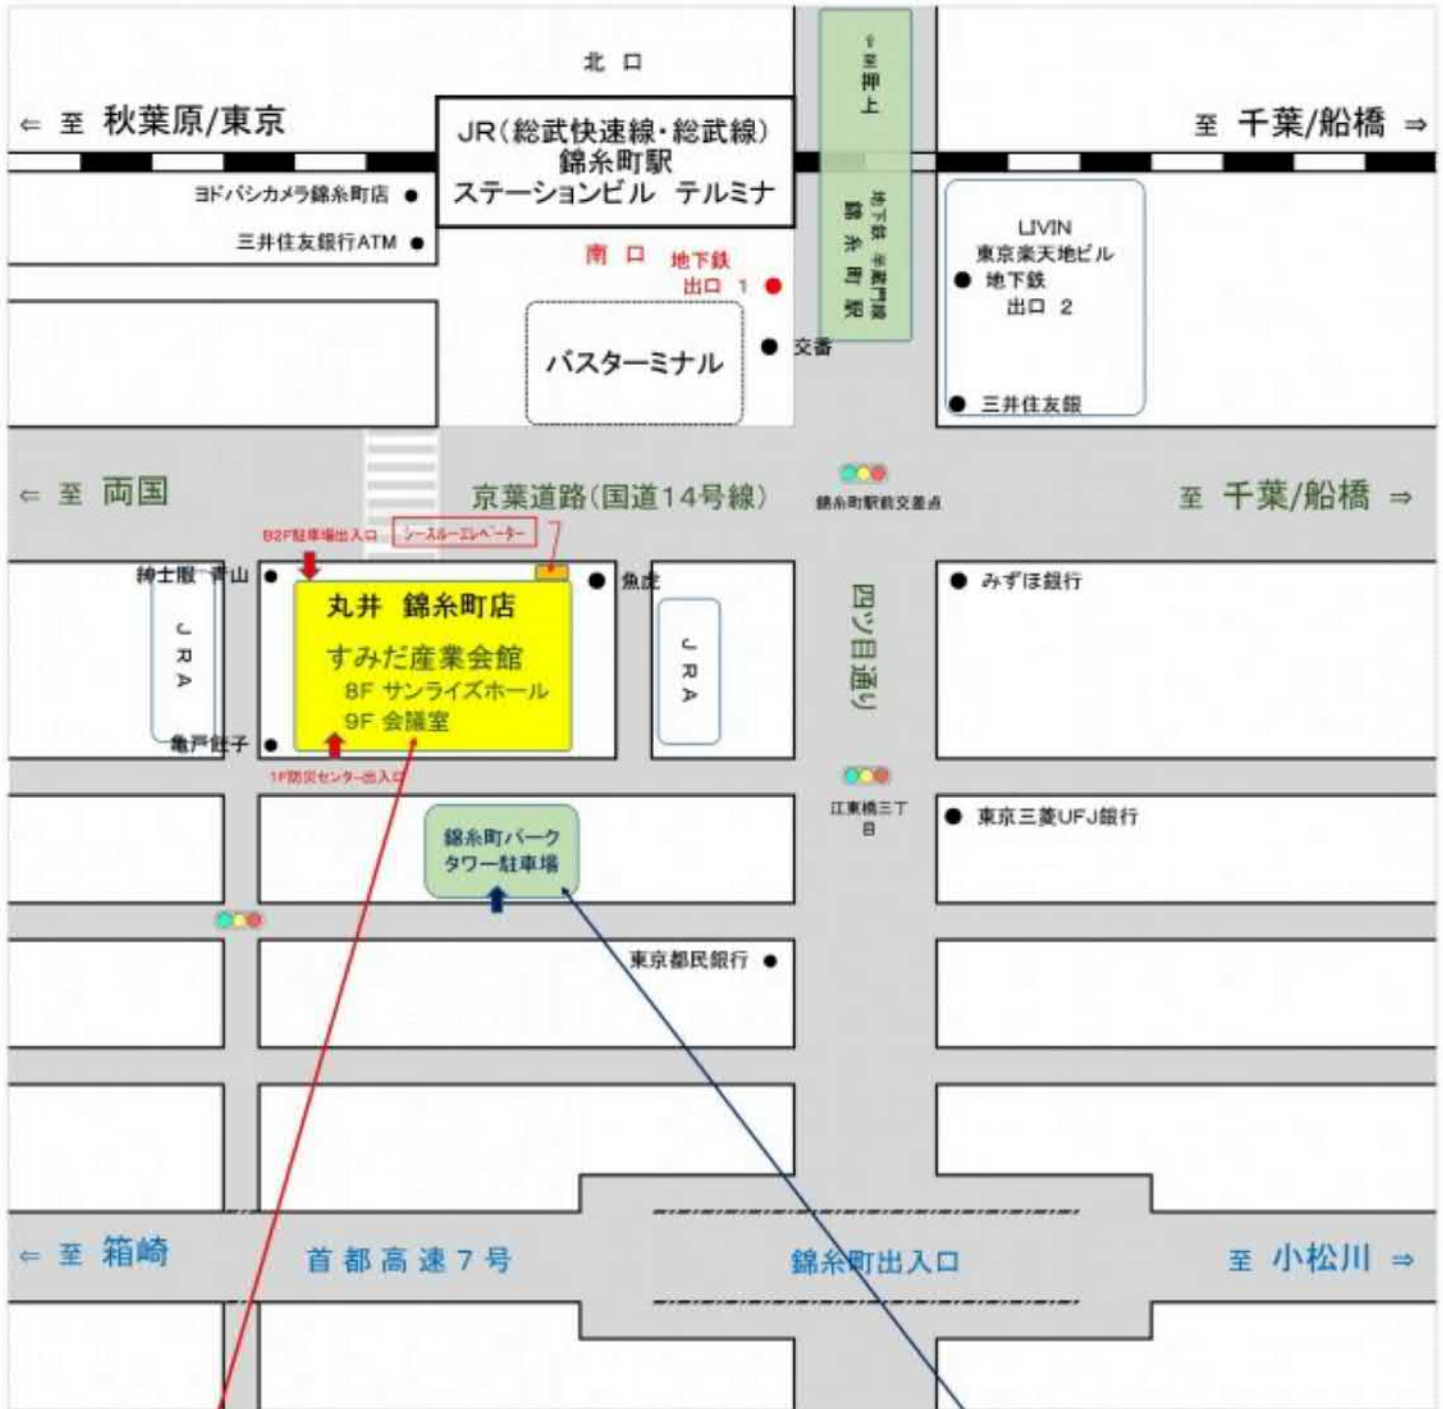 北 口
⇐ 至 秋葉原/東京
JR(総武快速線・総武線)
錦糸町駅
ステーションビル テルミナ
⇐至 押上
至 千葉/船橋 ⇒
ヨドバシカメラ錦糸町店
三井住友銀行ATM
南 口
地下鉄
出口 1
地下鉄 半蔵門線
錦糸町駅
LIVIN
東京楽天地ビル
地下鉄
出口 2
バスターミナル
交番
三井住友銀
⇐ 至 両国
京葉道路(国道14号線)
錦糸町駅前交差点
至 千葉/船橋 ⇒
B2F駐車場出入口
シースルーエレベーター
紳士服 青山
JRA
丸井 錦糸町店
すみだ産業会館
8F サンライズホール
9F 会議室
魚虎
JRA
四ツ目通り
みずほ銀行
亀戸餃子
1F防災センター出入口
錦糸町パーク
タワー駐車場
江東橋三丁
目
東京三菱UFJ銀行
東京都民銀行
⇐ 至 箱崎
首都高速7号
錦糸町出入口
至 小松川 ⇒